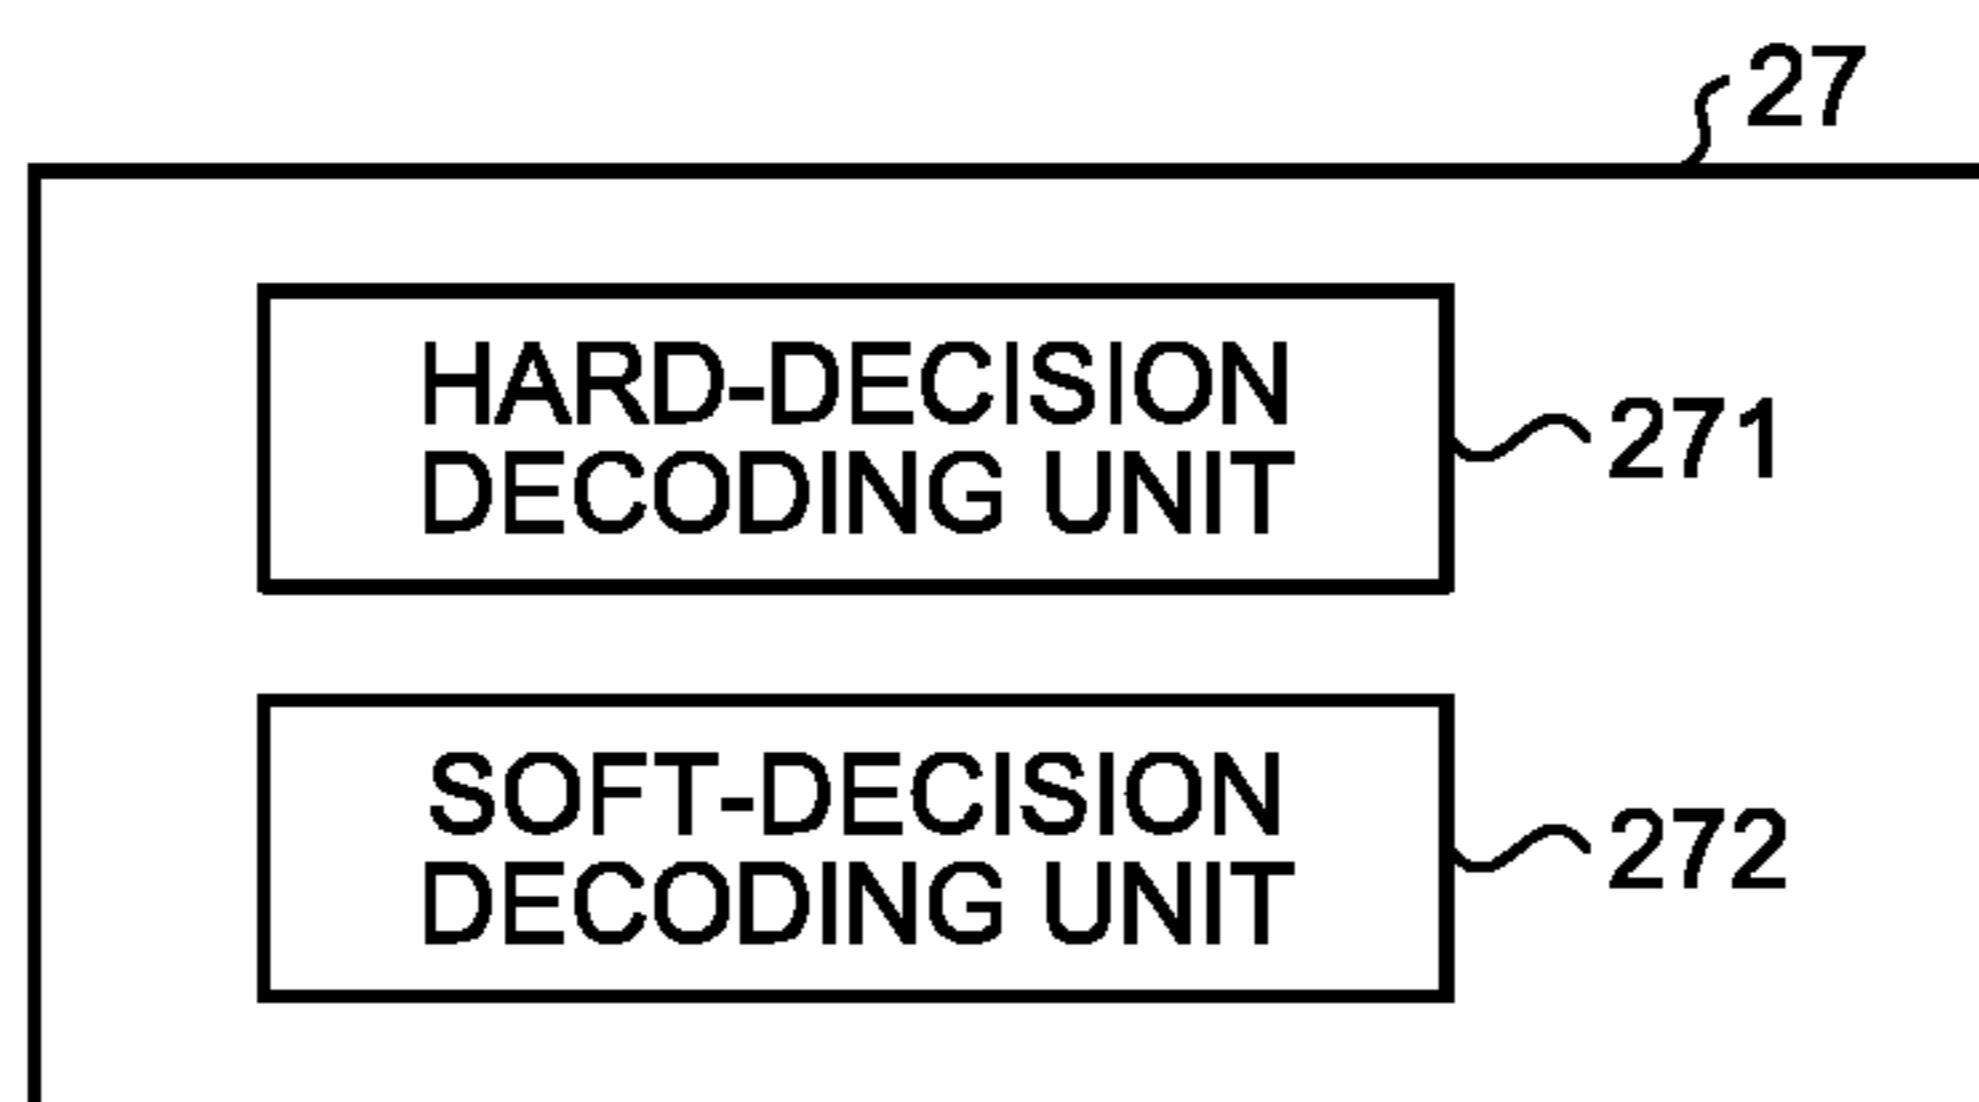 27
HARD-DECISION
DECODING UNIT
271
SOFT-DECISION
DECODING UNIT
272